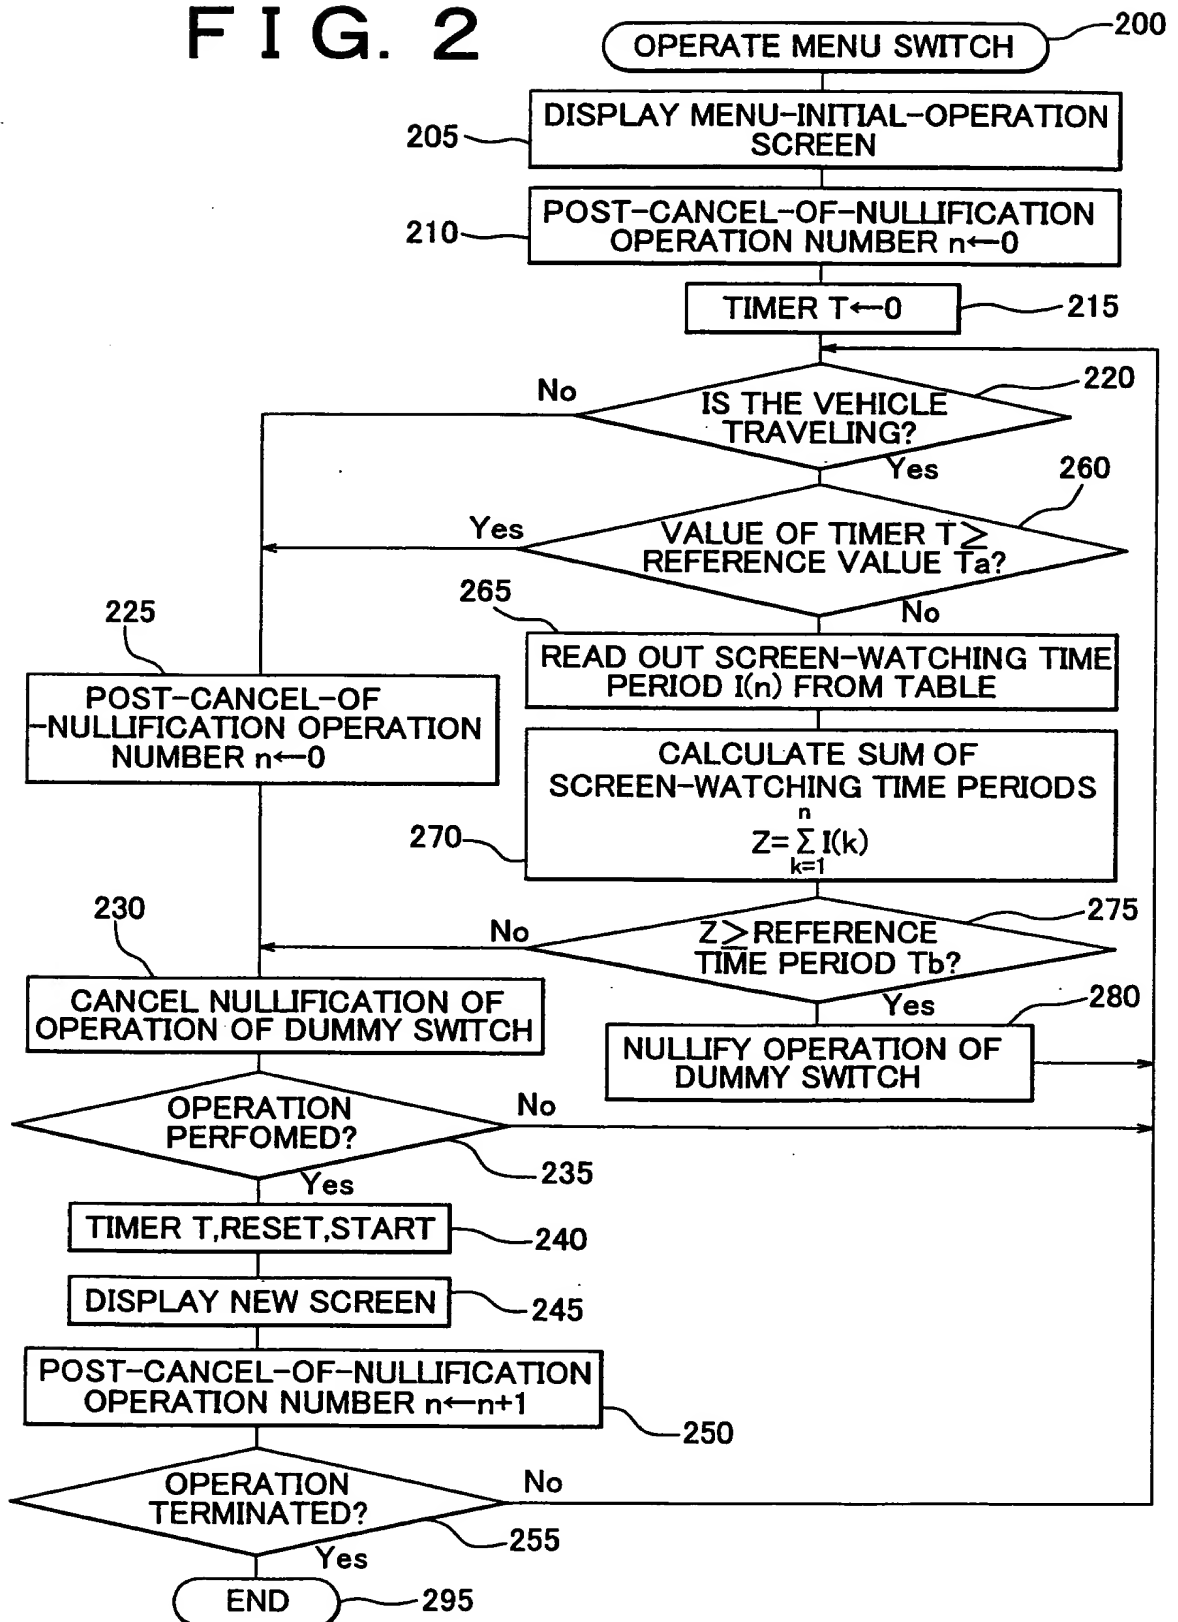 FIG. 2
OPERATE MENU SWITCH
200
DISPLAY MENU-INITIAL-OPERATION
SCREEN
205
POST-CANCEL-OF-NULLIFICATION
OPERATION NUMBER n←0
210
TIMER T←0
215
IS THE VEHICLE
TRAVELING?
220
No
Yes
VALUE OF TIMER T≥
REFERENCE VALUE Ta?
260
Yes
No
265
READ OUT SCREEN-WATCHING TIME
PERIOD I(n) FROM TABLE
225
POST-CANCEL-OF
-NULLIFICATION OPERATION
NUMBER n←0
CALCULATE SUM OF
SCREEN-WATCHING TIME PERIODS
n
Z=Σ I(k)
k=1
270
Z≥REFERENCE
TIME PERIOD Tb?
275
No
Yes
230
CANCEL NULLIFICATION OF
OPERATION OF DUMMY SWITCH
NULLIFY OPERATION OF
DUMMY SWITCH
280
OPERATION
PERFOMED?
No
235
Yes
TIMER T,RESET,START
240
DISPLAY NEW SCREEN
245
POST-CANCEL-OF-NULLIFICATION
OPERATION NUMBER n←n+1
250
OPERATION
TERMINATED?
No
255
Yes
END
295